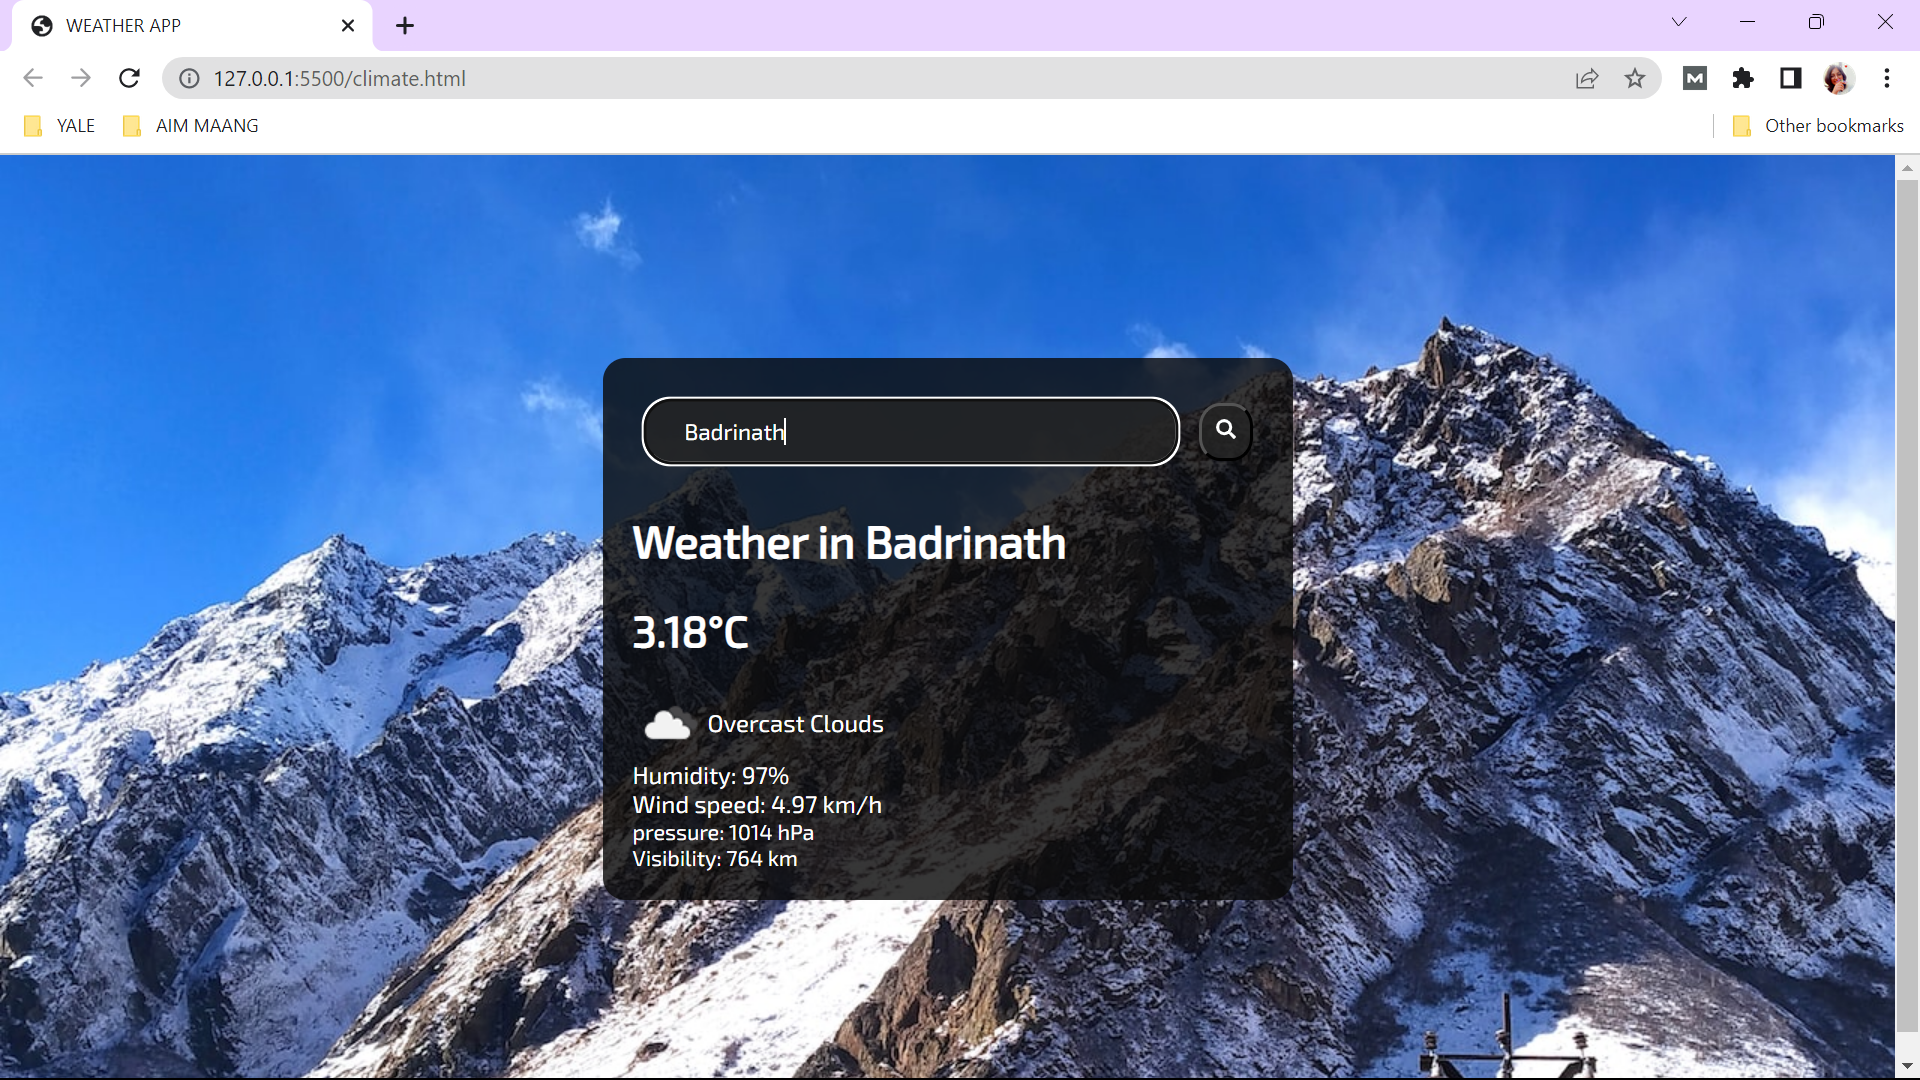 WEATHER APP
127.0.0.1:5500/climate.html
M
YALE
AIM MAANG
Other bookmarks
Badrinath
Weather in Badrinath
3.18°C
Overcast Clouds
Humidity: 97%
Wind speed: 4.97 km/h
pressure: 1014 hPa
Visibility: 764 km